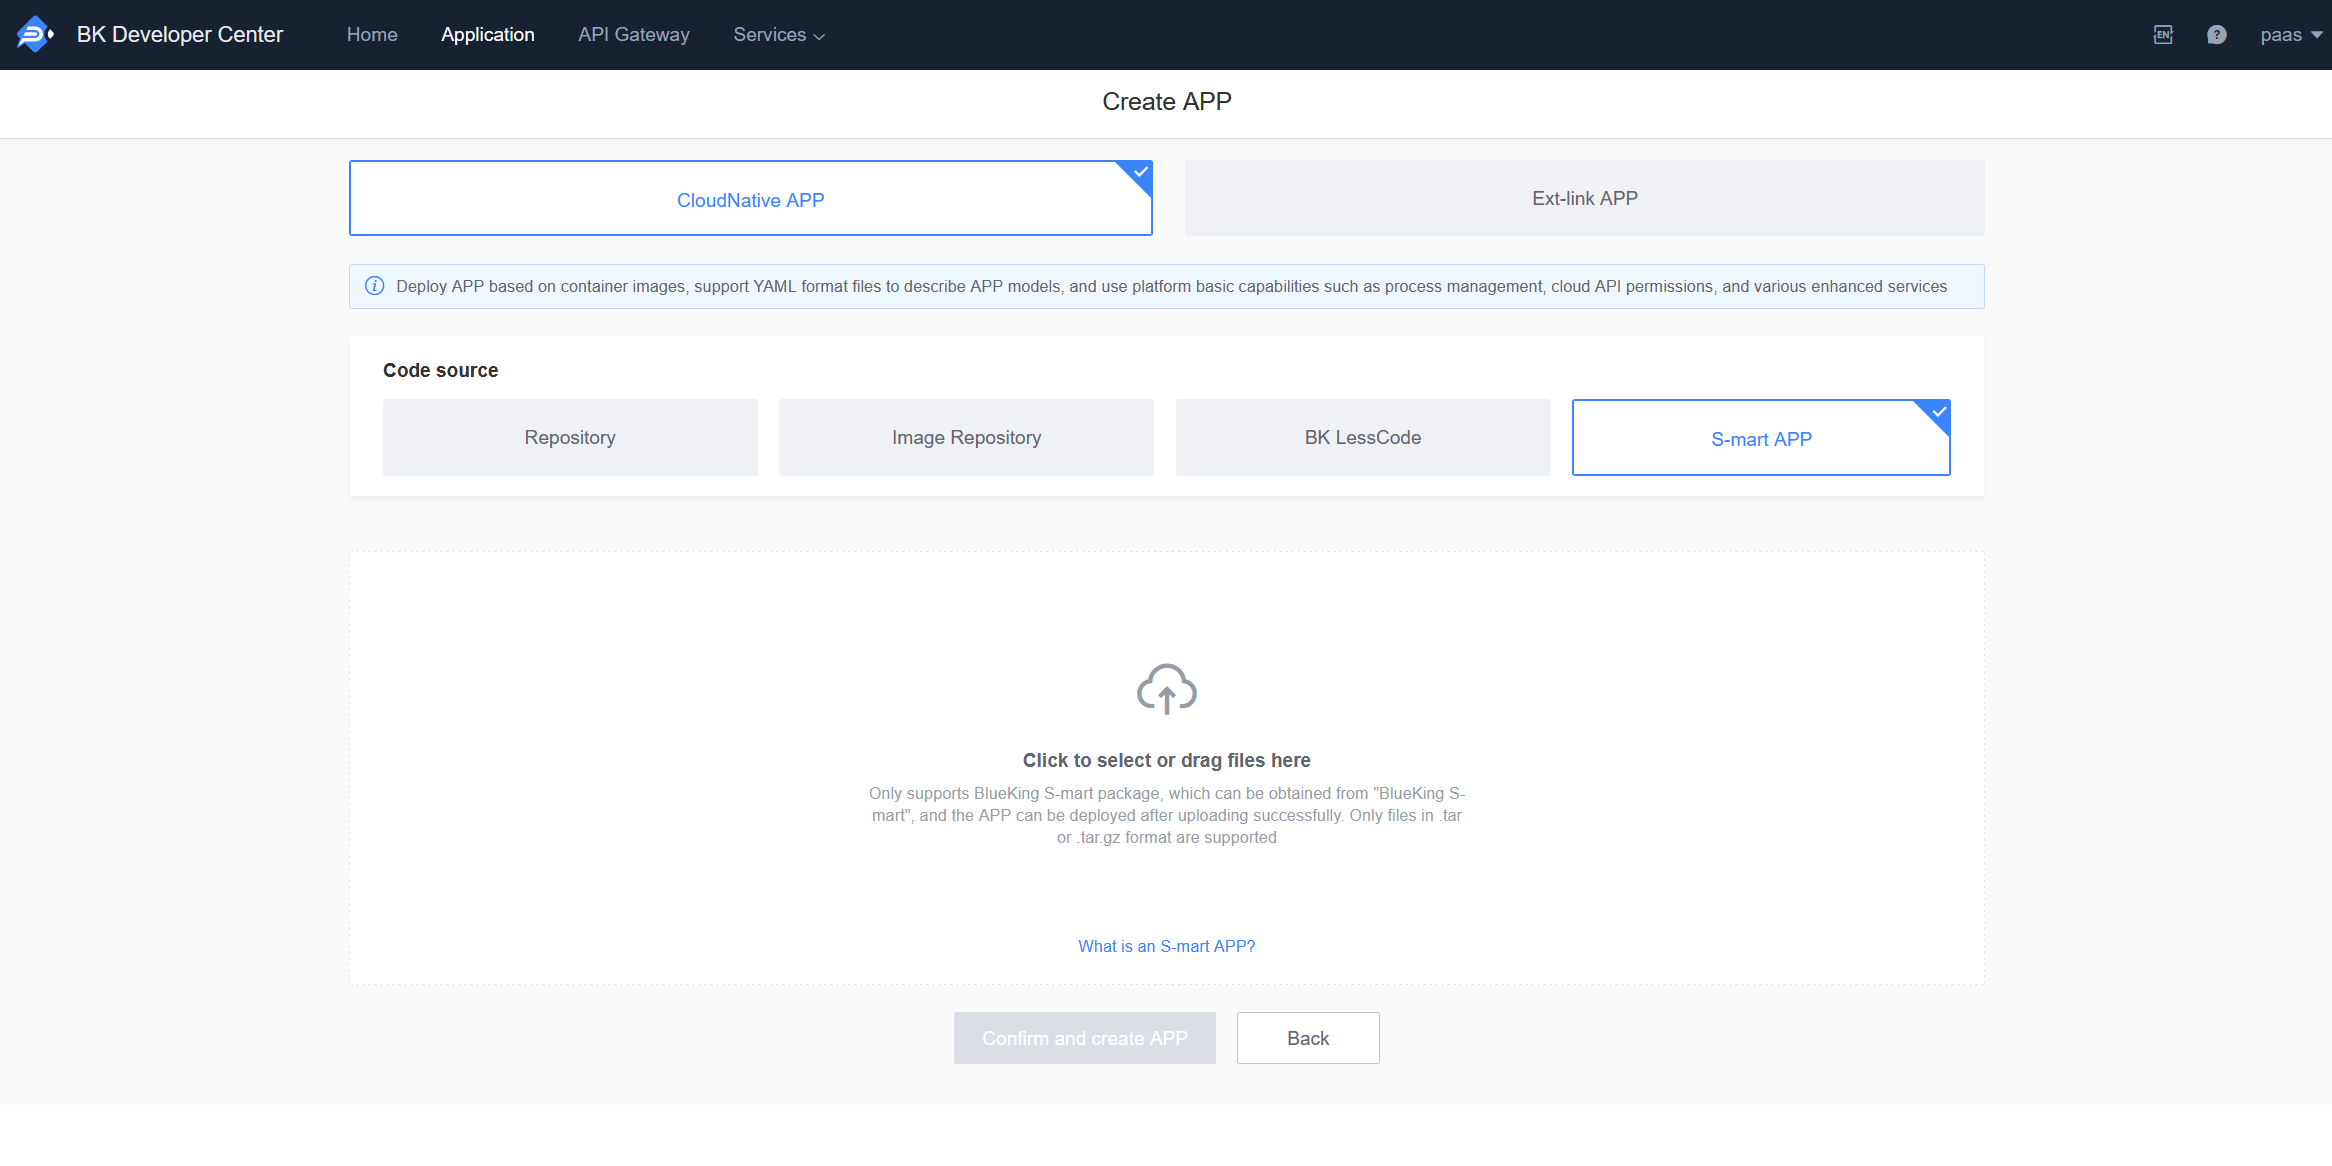 BK Developer Center
Home
Application
API Gateway
Services
EN
?
paas
Create APP
CloudNative APP
Ext-link APP
Deploy APP based on container images, support YAML format files to describe APP models, and use platform basic capabilities such as process management, cloud API permissions, and various enhanced services
Code source
Repository
Image Repository
BK LessCode
S-mart APP
Click to select or drag files here
Only supports BlueKing S-mart package, which can be obtained from "BlueKing S-
mart", and the APP can be deployed after uploading successfully. Only files in .tar
or .tar.gz format are supported
What is an S-mart APP?
Confirm and create APP
Back